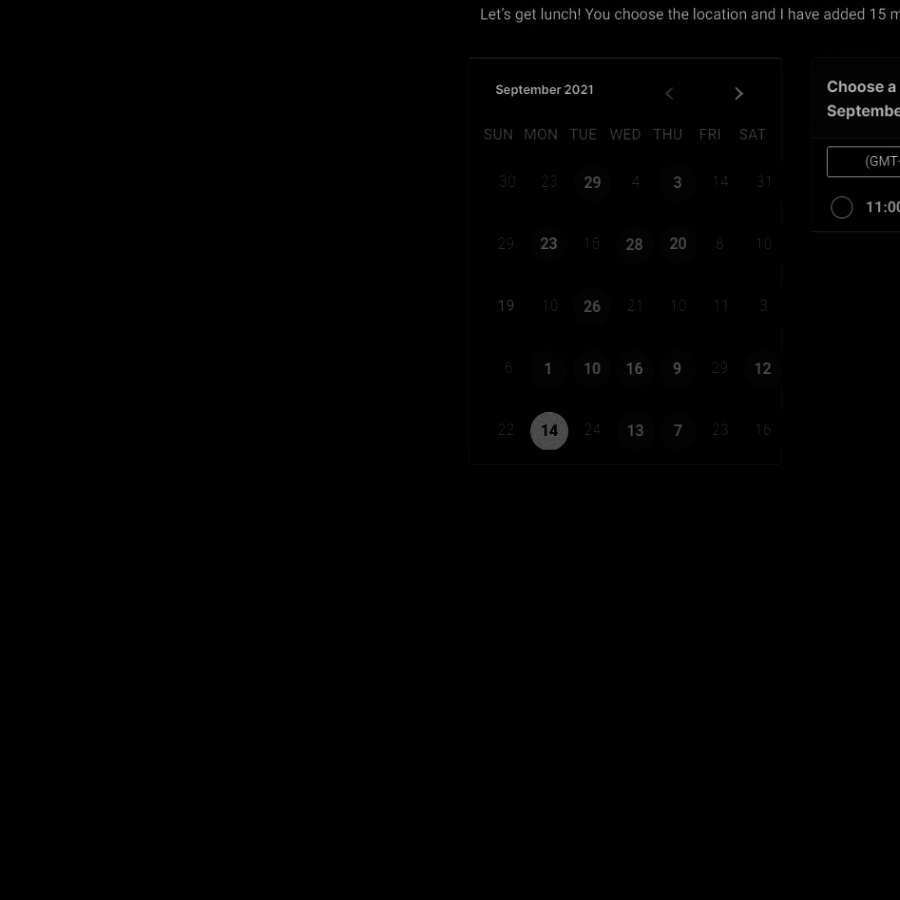 Let's get lunch! You choose the location and I have added 15
September 2021
SUN MON TUE WED THU FRI SAT
30 23 29 4 3 14 31
29 23 15 28 20 8 10
19 10 26 21 10 11 3
6 1 10 16 9 29 12
22 14 24 13 7 23 16
Choose a
Septembe
(GMT
11:00